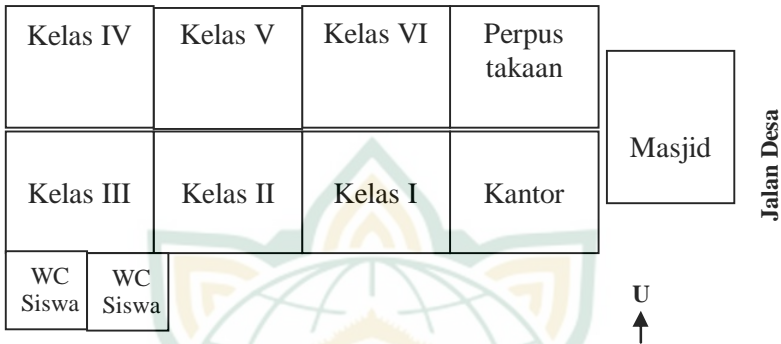 Kelas IV
Kelas V
Kelas VI
Perpus
takaan
Masjid
Jalan Desa
Kelas III
Kelas II
Kelas I
Kantor
WC
Siswa
WC
Siswa
U